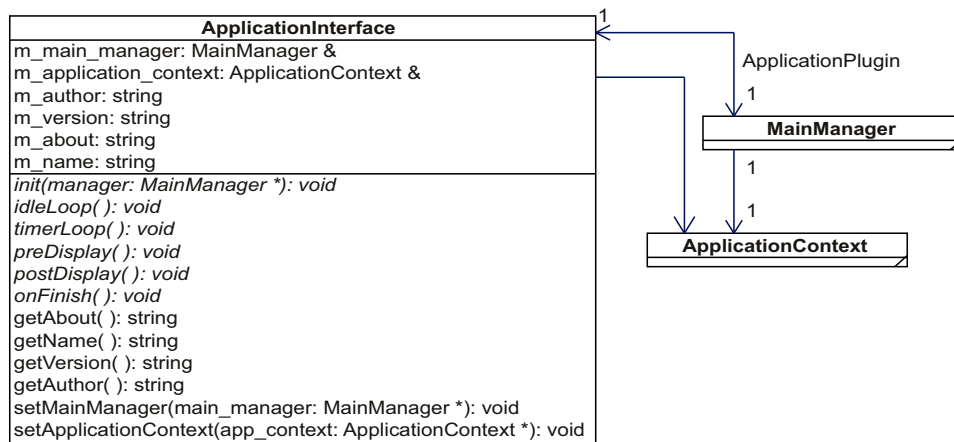 ApplicationInterface
m_main_manager: MainManager &
m_application_context: ApplicationContext &
m_author: string
m_version: string
m_about: string
m_name: string
init(manager: MainManager *): void
idleLoop( ): void
timerLoop( ): void
preDisplay( ): void
postDisplay( ): void
onFinish( ): void
getAbout( ): string
getName( ): string
getVersion( ): string
getAuthor( ): string
setMainManager(main_manager: MainManager *): void
setApplicationContext(app_context: ApplicationContext *): void
1
ApplicationPlugin
1
MainManager
1
1
ApplicationContext